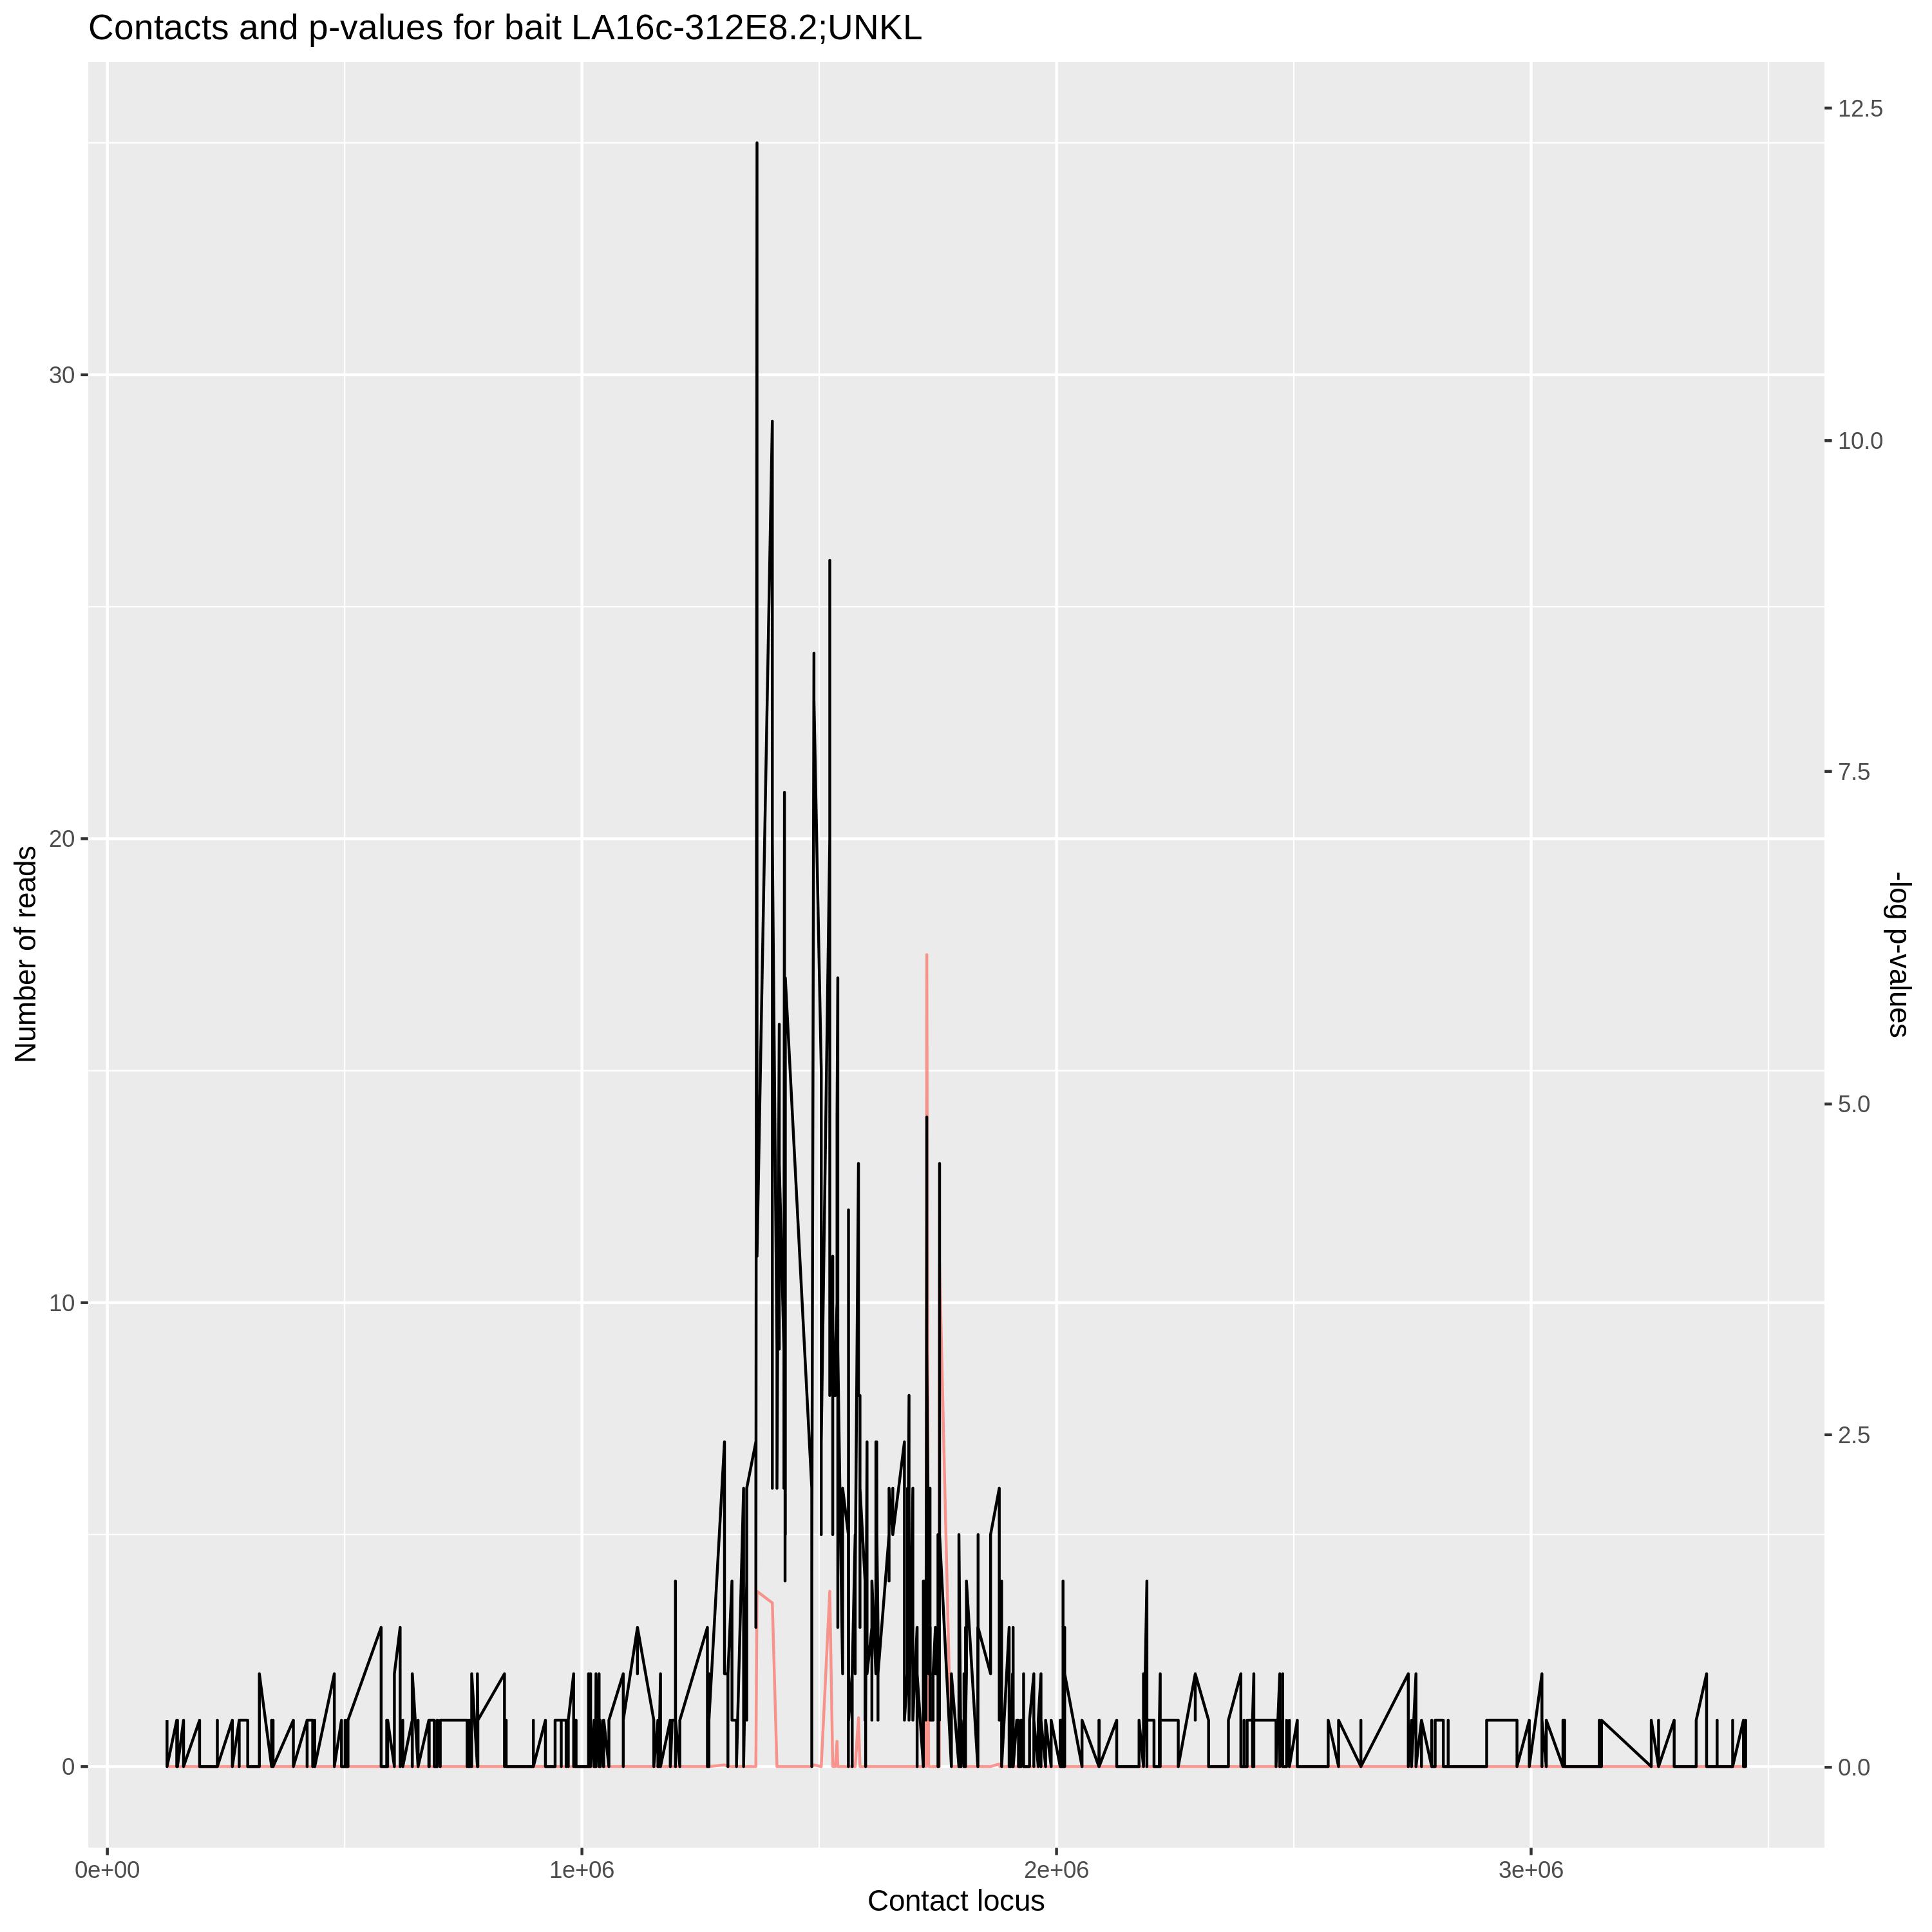 Contacts and p-values for bait LA16c-312E8.2;UNKL
Number of reads
30
20
10
0
12.5
10.0
7.5
5.0
2.5
0.0
-log p-values
0e+00
1e+06
2e+06
3e+06
Contact locus